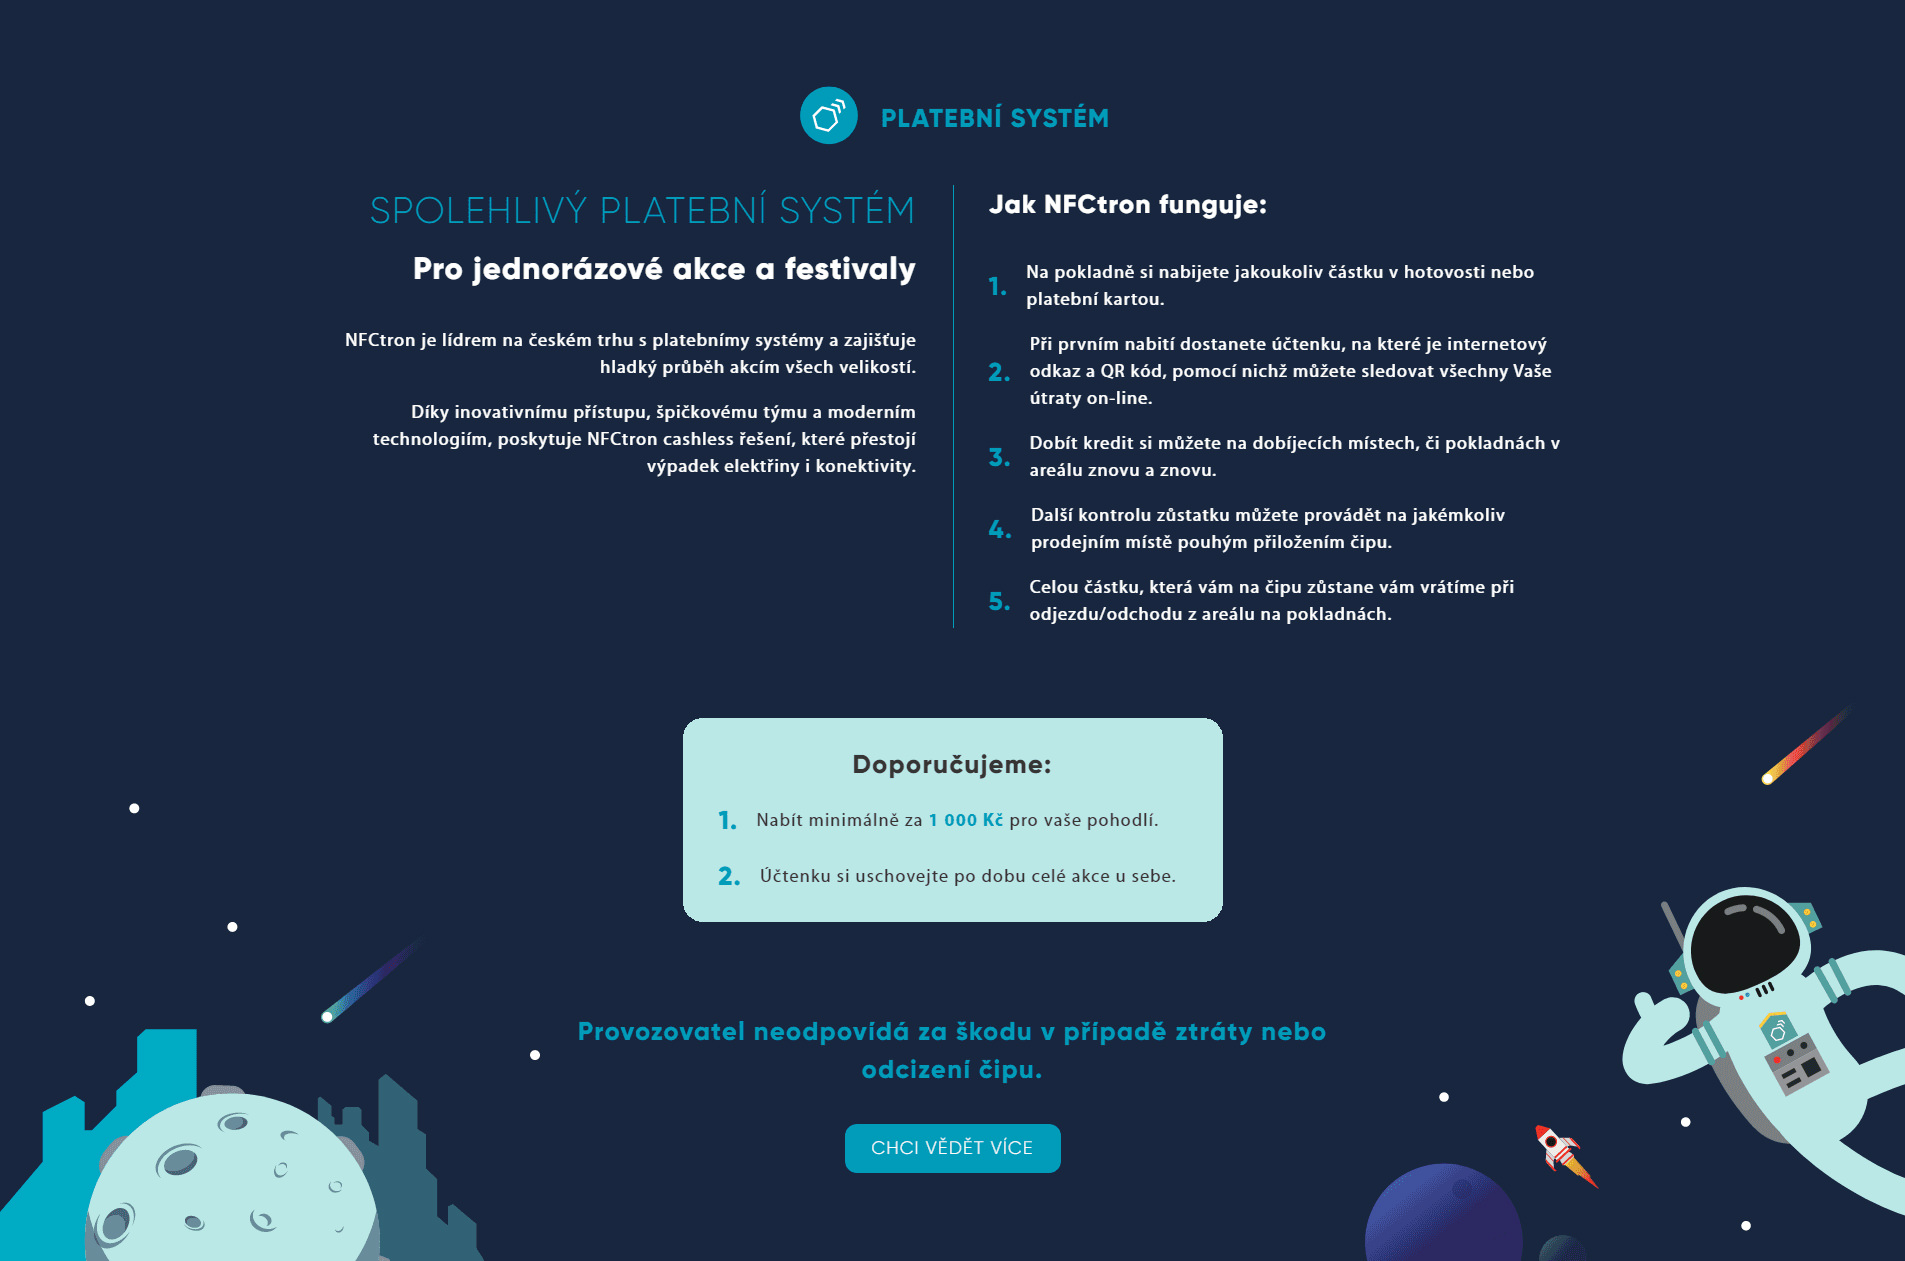 PLATEBNÍ SYSTÉM
SPOLEHLIVÝ PLATEBNÍ SYSTÉM
Pro jednorázové akce a festivaly
NFCtron je lídrem na českém trhu s platebnímy systémy a zajišťuje
hladký průběh akcím všech velikostí.
Díky inovativnímu přístupu, špičkovému týmu a moderním
technologiím, poskytuje NFCtron cashless řešení, které přestojí
výpadek elektřiny i konektivity.
Jak NFCtron funguje:
1. Na pokladně si nabijete jakoukoliv částku v hotovosti nebo
platební kartou.
2. Při prvním nabití dostanete účtenku, na které je internetový
odkaz a QR kód, pomocí nichž můžete sledovat všechny Vaše
útraty on-line.
3. Dobít kredit si můžete na dobíjecích místech, či pokladnách v
areálu znovu a znovu.
4. Další kontrolu zůstatku můžete provádět na jakémkoliv
prodejním místě pouhým přiložením čipu.
5. Celou částku, která vám na čipu zůstane vám vrátíme při
odjezdu/odchodu z areálu na pokladnách.
Doporučujeme:
1. Nabít minimálně za 1 000 Kč pro vaše pohodlí.
2. Účtenku si uschovejte po dobu celé akce u sebe.
Provozovatel neodpovídá za škodu v případě ztráty nebo
odcizení čipu.
CHCI VĚDĚT VÍCE